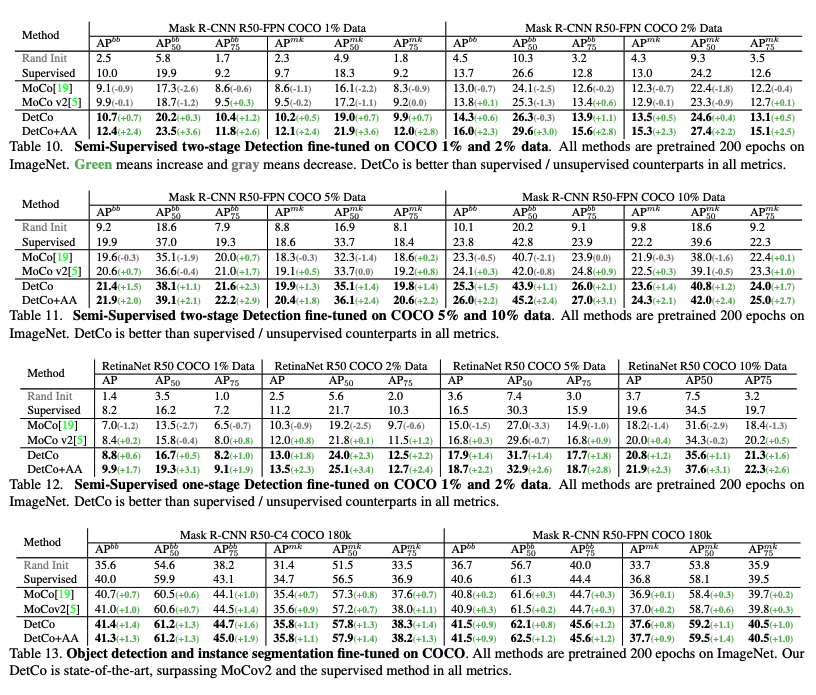 Method Mask R-CNN R50-FPN COCO 1% Data Mask R-CNN R50-FPN COCO 2% Data
AP^bb AP^bb_50 AP^bb_75 AP^mk AP^mk_50 AP^mk_75 AP^bb AP^bb_50 AP^bb_75 AP^mk AP^mk_50 AP^mk_75
Rand Init 2.5 5.8 1.7 2.3 4.9 1.8 4.5 10.3 3.2 4.3 9.3 3.5
Supervised 10.0 19.9 9.2 9.7 18.3 9.2 13.7 26.6 12.8 13.0 24.2 12.6
MoCo[19] 9.1(-0.9) 17.3(-2.6) 8.6(-0.6) 8.6(-1.1) 16.1(-2.2) 8.3(-0.9) 13.0(-0.7) 24.1(-2.5) 12.6(-0.2) 12.3(-0.7) 22.4(-1.8) 12.2(-0.4)
MoCo v2[5] 9.9(-0.1) 18.7(-1.2) 9.5(+0.3) 9.5(-0.2) 17.2(-1.1) 9.2(0.0) 13.8(+0.1) 25.3(-1.3) 13.4(+0.6) 12.9(-0.1) 23.3(-0.9) 12.7(+0.1)
DetCo 10.7(+0.7) 20.2(+0.3) 10.4(+1.2) 10.2(+0.5) 19.0(+0.7) 9.9(+0.7) 14.3(+0.6) 26.3(-0.3) 13.9(+1.1) 13.5(+0.5) 24.6(+0.4) 13.1(+0.5)
DetCo+AA 12.4(+2.4) 23.5(+3.6) 11.8(+2.6) 12.1(+2.4) 21.9(+3.6) 12.0(+2.8) 16.0(+2.3) 29.6(+3.0) 15.6(+2.8) 15.3(+2.3) 27.4(+2.2) 15.1(+2.5)
Table 10. Semi-Supervised two-stage Detection fine-tuned on COCO 1% and 2% data. All methods are pretrained 200 epochs on
ImageNet. Green means increase and gray means decrease. DetCo is better than supervised / unsupervised counterparts in all metrics.
Method Mask R-CNN R50-FPN COCO 5% Data Mask R-CNN R50-FPN COCO 10% Data
AP^bb AP^bb_50 AP^bb_75 AP^mk AP^mk_50 AP^mk_75 AP^bb AP^bb_50 AP^bb_75 AP^mk AP^mk_50 AP^mk_75
Rand Init 9.2 18.6 7.9 8.8 16.9 8.1 10.1 20.2 9.1 9.8 18.6 9.2
Supervised 19.9 37.0 19.3 18.6 33.7 18.4 23.8 42.8 23.9 22.2 39.6 22.3
MoCo[19] 19.6(-0.3) 35.1(-1.9) 20.0(+0.7) 18.3(-0.3) 32.3(-1.4) 18.6(+0.2) 23.3(-0.5) 40.7(-2.1) 23.9(0.0) 21.9(-0.3) 38.0(-1.6) 22.4(+0.1)
MoCo v2[5] 20.6(+0.7) 36.6(-0.4) 21.0(+1.7) 19.1(+0.5) 33.7(0.0) 19.2(+0.8) 24.1(+0.3) 42.0(-0.8) 24.8(+0.9) 22.5(+0.3) 39.1(-0.5) 23.3(+1.0)
DetCo 21.4(+1.5) 38.1(+1.1) 21.6(+2.3) 19.9(+1.3) 35.1(+1.4) 19.8(+1.4) 25.3(+1.5) 43.9(+1.1) 26.0(+2.1) 23.6(+1.4) 40.8(+1.2) 24.0(+1.7)
DetCo+AA 21.9(+2.0) 39.1(+2.1) 22.2(+2.9) 20.4(+1.8) 36.1(+2.4) 20.6(+2.2) 26.0(+2.2) 45.2(+2.4) 27.0(+3.1) 24.3(+2.1) 42.0(+2.4) 25.0(+2.7)
Table 11. Semi-Supervised two-stage Detection fine-tuned on COCO 5% and 10% data. All methods are pretrained 200 epochs on
ImageNet. DetCo is better than supervised / unsupervised counterparts in all metrics.
Method RetinaNet R50 COCO 1% Data RetinaNet R50 COCO 2% Data RetinaNet R50 COCO 5% Data RetinaNet R50 COCO 10% Data
AP AP_50 AP_75 AP AP_50 AP_75 AP AP_50 AP_75 AP AP50 AP75
Rand Init 1.4 3.5 1.0 2.5 5.6 2.0 3.6 7.4 3.0 3.7 7.5 3.2
Supervised 8.2 16.2 7.2 11.2 21.7 10.3 16.5 30.3 15.9 19.6 34.5 19.7
MoCo[19] 7.0(-1.2) 13.5(-2.7) 6.5(-0.7) 10.3(-0.9) 19.2(-2.5) 9.7(-0.6) 15.0(-1.5) 27.0(-3.3) 14.9(-1.0) 18.2(-1.4) 31.6(-2.9) 18.4(-1.3)
MoCo v2[5] 8.4(+0.2) 15.8(-0.4) 8.0(+0.8) 12.0(+0.8) 21.8(+0.1) 11.5(+1.2) 16.8(+0.3) 29.6(-0.7) 16.8(+0.9) 20.0(+0.4) 34.3(-0.2) 20.2(+0.5)
DetCo 8.8(+0.6) 16.7(+0.5) 8.2(+1.0) 13.0(+1.8) 24.0(+2.3) 12.5(+2.2) 17.9(+1.4) 31.7(+1.4) 17.7(+1.8) 20.8(+1.2) 35.6(+1.1) 21.3(+1.6)
DetCo+AA 9.9(+1.7) 19.3(+3.1) 9.1(+1.9) 13.5(+2.3) 25.1(+3.4) 12.7(+2.4) 18.7(+2.2) 32.9(+2.6) 18.7(+2.8) 21.9(+2.3) 37.6(+3.1) 22.3(+2.6)
Table 12. Semi-Supervised one-stage Detection fine-tuned on COCO 1% and 2% data. All methods are pretrained 200 epochs on
ImageNet. DetCo is better than supervised / unsupervised counterparts in all metrics.
Method Mask R-CNN R50-C4 COCO 180k Mask R-CNN R50-FPN COCO 180k
AP^bb AP^bb_50 AP^bb_75 AP^mk AP^mk_50 AP^mk_75 AP^bb AP^bb_50 AP^bb_75 AP^mk AP^mk_50 AP^mk_75
Rand Init 35.6 54.6 38.2 31.4 51.5 33.5 36.7 56.7 40.0 33.7 53.8 35.9
Supervised 40.0 59.9 43.1 34.7 56.5 36.9 40.6 61.3 44.4 36.8 58.1 39.5
MoCo[19] 40.7(+0.7) 60.5(+0.6) 44.1(+1.0) 35.4(+0.7) 57.3(+0.8) 37.6(+0.7) 40.8(+0.2) 61.6(+0.3) 44.7(+0.3) 36.9(+0.1) 58.4(+0.3) 39.7(+0.2)
MoCov2[5] 41.0(+1.0) 60.6(+0.7) 44.5(+1.4) 35.6(+0.9) 57.2(+0.7) 38.0(+1.1) 40.9(+0.3) 61.5(+0.2) 44.7(+0.3) 37.0(+0.2) 58.7(+0.6) 39.8(+0.3)
DetCo 41.4(+1.4) 61.2(+1.3) 44.7(+1.6) 35.8(+1.1) 57.8(+1.3) 38.3(+1.4) 41.5(+0.9) 62.1(+0.8) 45.6(+1.2) 37.6(+0.8) 59.2(+1.1) 40.5(+1.0)
DetCo+AA 41.3(+1.3) 61.2(+1.3) 45.0(+1.9) 35.8(+1.1) 57.9(+1.4) 38.2(+1.3) 41.5(+0.9) 62.5(+1.2) 45.6(+1.2) 37.7(+0.9) 59.5(+1.4) 40.5(+1.0)
Table 13. Object detection and instance segmentation fine-tuned on COCO. All methods are pretrained 200 epochs on ImageNet. Our
DetCo is state-of-the-art, surpassing MoCov2 and the supervised method in all metrics.